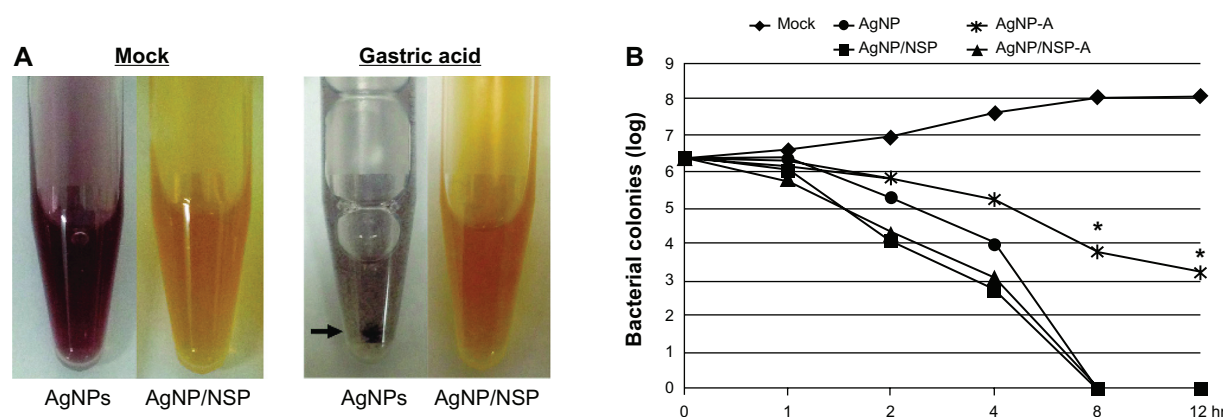 A
Mock
Gastric acid
AgNPs
AgNP/NSP
AgNPs
AgNP/NSP
B
Mock
AgNP
AgNP-A
AgNP/NSP
AgNP/NSP-A
Bacterial colonies (log)
9
8
7
6
5
4
3
2
1
0
*
*
0 1 2 4 8 12 hr